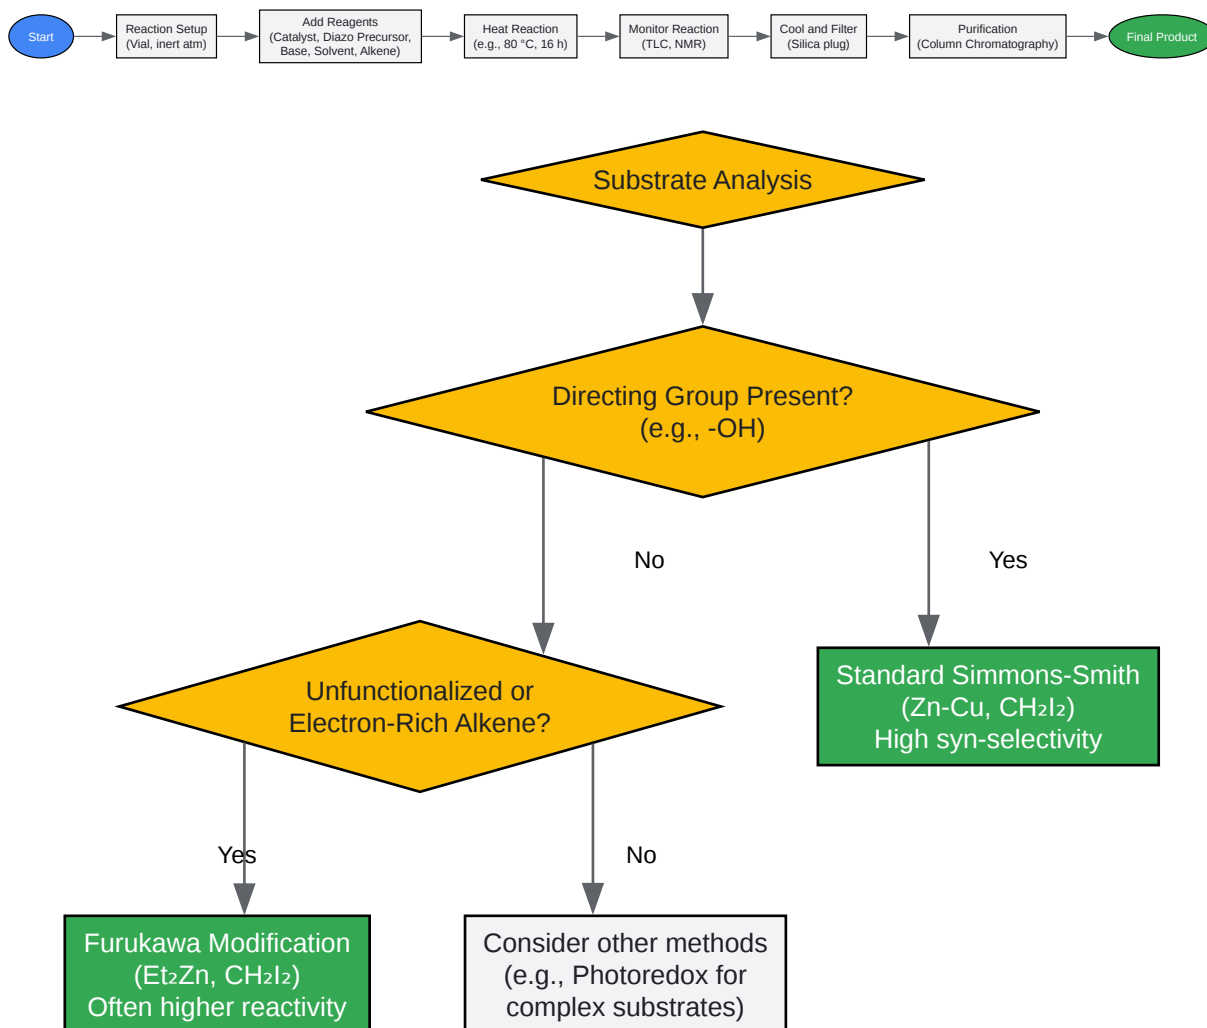 Start
Reaction Setup
(Vial, inert atm)
Add Reagents
(Catalyst, Diazo Precursor,
Base, Solvent, Alkene)
Heat Reaction
(e.g., 80 °C, 16 h)
Monitor Reaction
(TLC, NMR)
Cool and Filter
(Silica plug)
Purification
(Column Chromatography)
Final Product
Substrate Analysis
Directing Group Present?
(e.g., -OH)
No
Yes
Unfunctionalized or
Electron-Rich Alkene?
Standard Simmons-Smith
(Zn-Cu, CH₂I₂)
High syn-selectivity
Yes
No
Furukawa Modification
(Et₂Zn, CH₂I₂)
Often higher reactivity
Consider other methods
(e.g., Photoredox for
complex substrates)